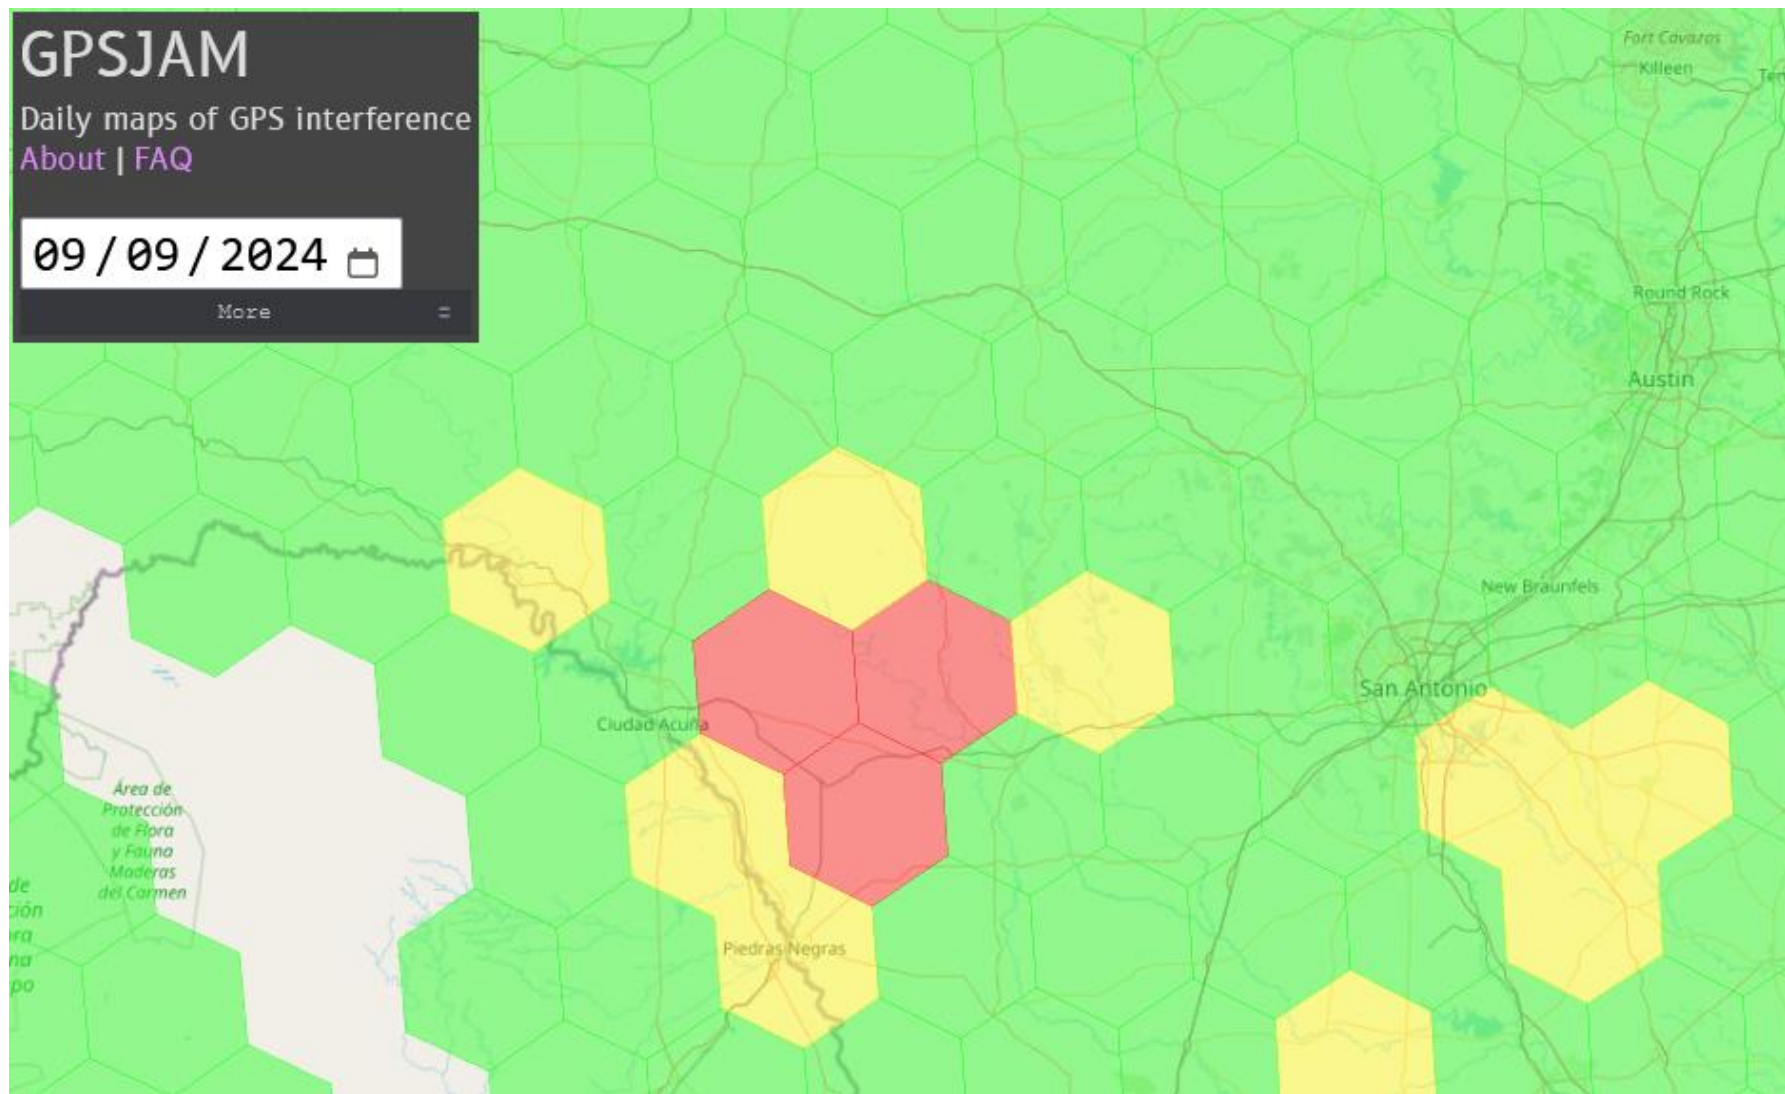 GPSJAM
Daily maps of GPS interference
About | FAQ
09/09/2024
More
Fort Cavazos
Killeen
Round Rock
Austin
New Braunfels
San Antonio
Ciudad Acuña
Área de
Protección
de Flora
y Fauna
Maderas
del Carmen
Piedras Negras
de